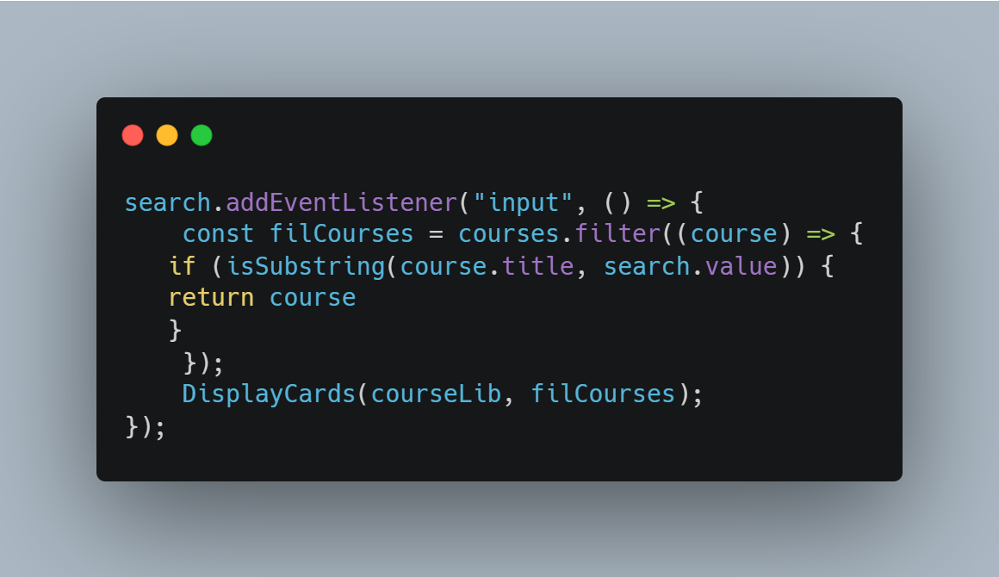 search.addEventListener("input", () => {
    const filCourses = courses.filter((course) => {
   if (isSubstring(course.title, search.value)) {
   return course
   }
    });
    DisplayCards(courseLib, filCourses);
});